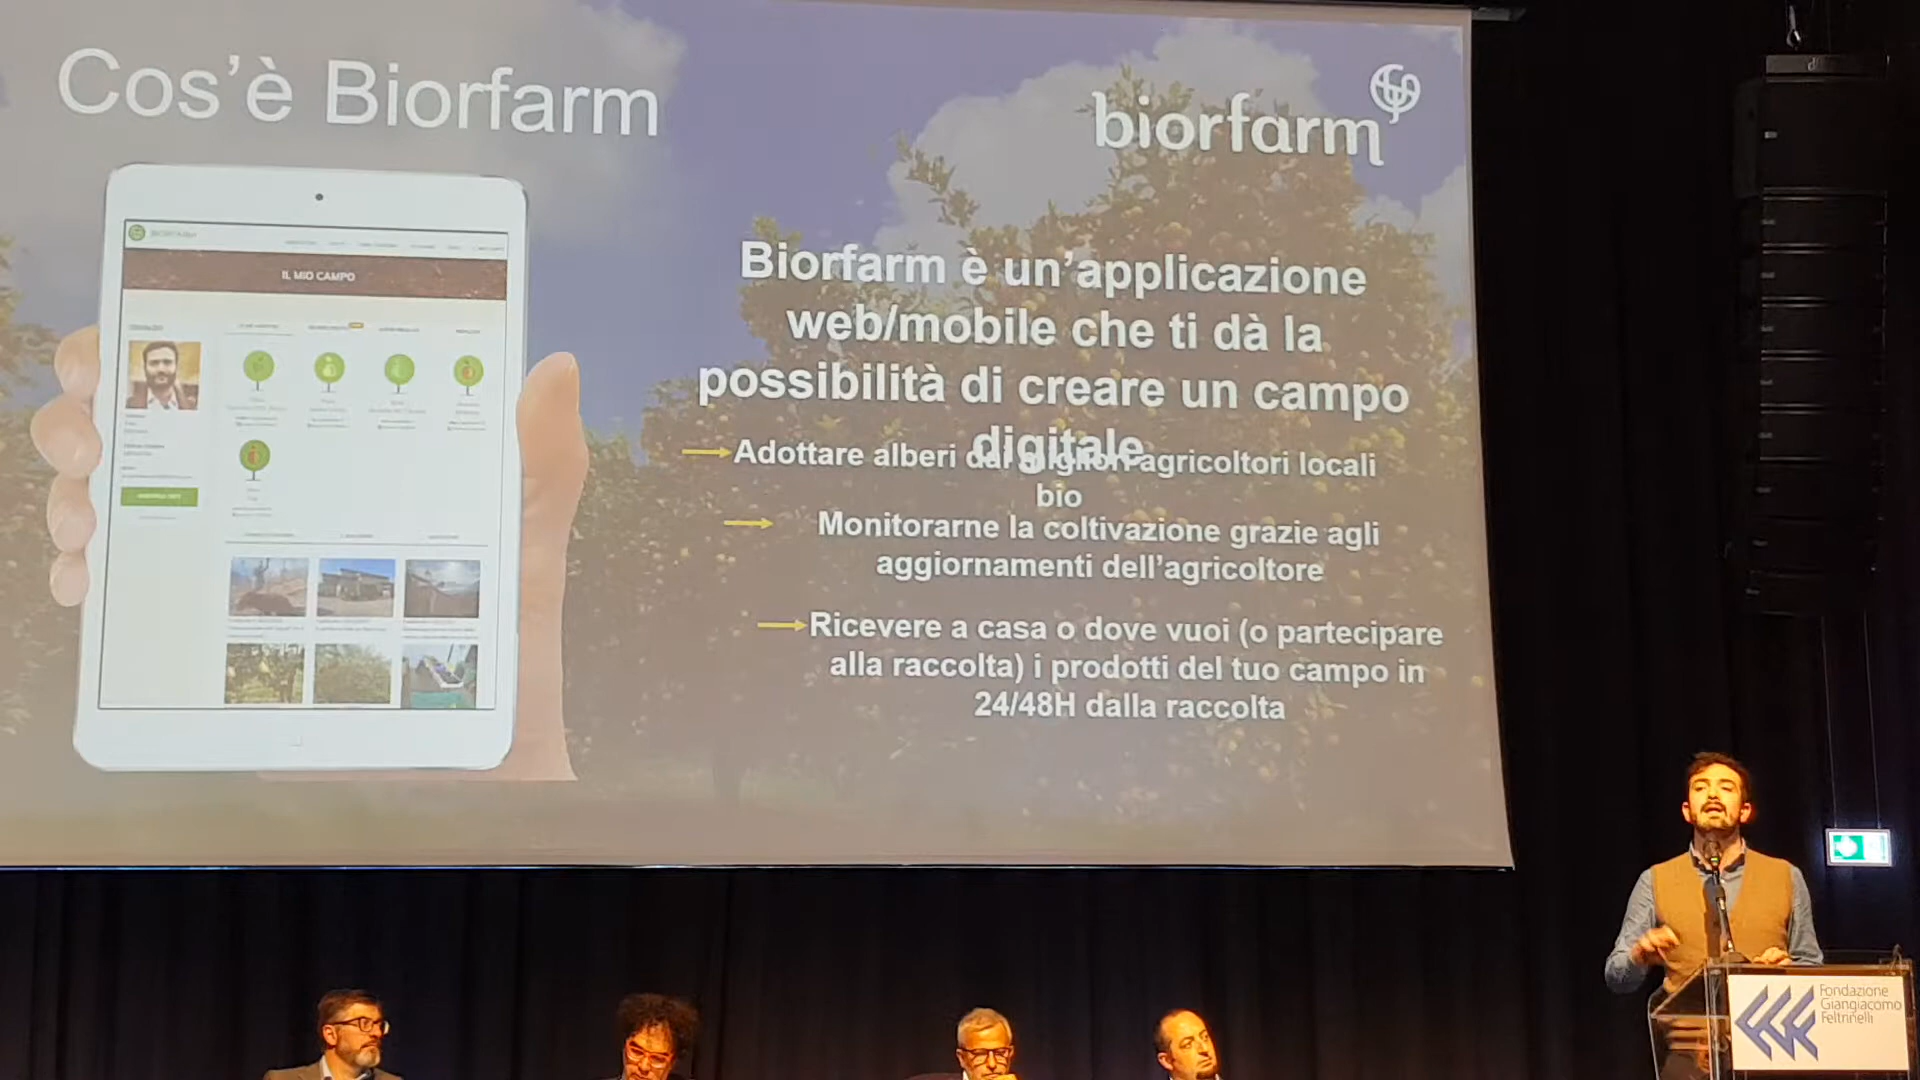 Cos'è Biorfarm
biorfarm
IL MIO CAMPO
Biorfarm è un'applicazione
web/mobile che ti dà la
possibilità di creare un campo
digitale
Adottare alberi dai migliori agricoltori locali
bio
Monitorarne la coltivazione grazie agli
aggiornamenti dell'agricoltore
Ricevere a casa o dove vuoi (o partecipare
alla raccolta) i prodotti del tuo campo in
24/48H dalla raccolta
Fondazione
Giangiacomo
Feltrinelli